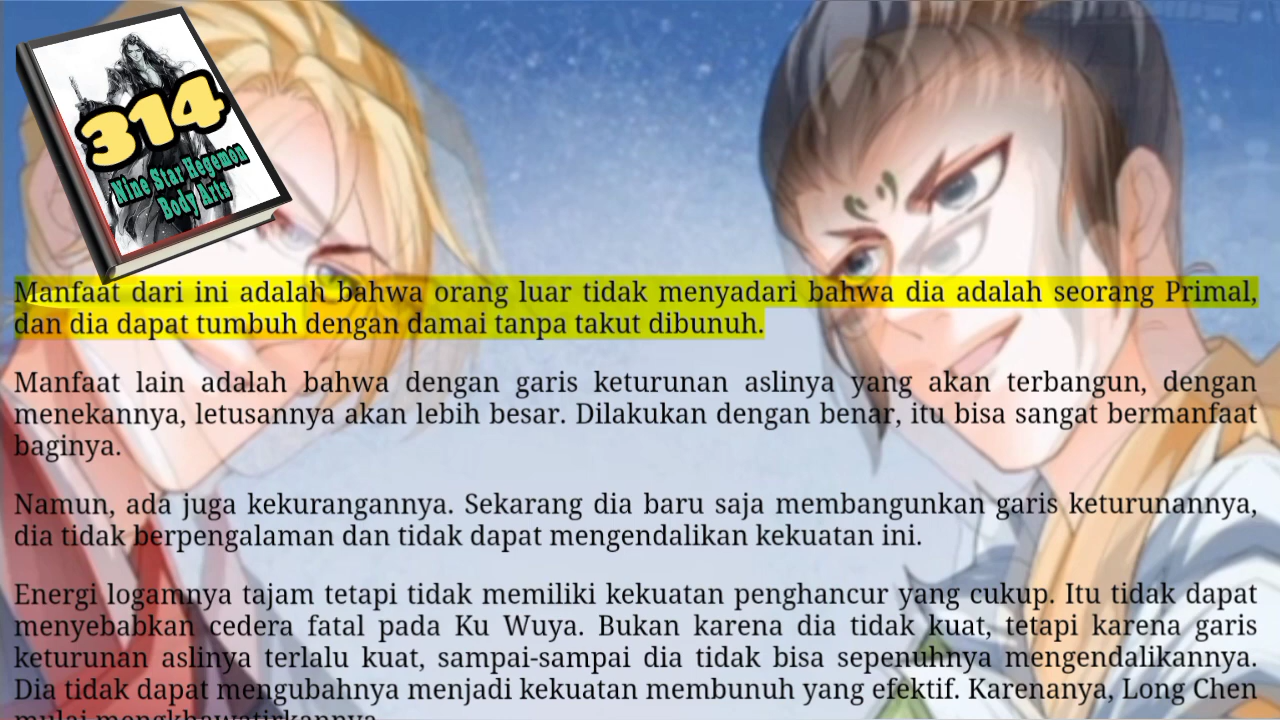 314
Nine Star Hegemon
Body Arts
Manfaat dari ini adalah bahwa orang luar tidak menyadari bahwa dia adalah seorang Primal,
dan dia dapat tumbuh dengan damai tanpa takut dibunuh.
Manfaat lain adalah bahwa dengan garis keturunan aslinya yang akan terbangun, dengan
menekannya, letusannya akan lebih besar. Dilakukan dengan benar, itu bisa sangat bermanfaat
baginya.
Namun, ada juga kekurangannya. Sekarang dia baru saja membangunkan garis keturunannya,
dia tidak berpengalaman dan tidak dapat mengendalikan kekuatan ini.
Energi logamnya tajam tetapi tidak memiliki kekuatan penghancur yang cukup. Itu tidak dapat
menyebabkan cedera fatal pada Ku Wuya. Bukan karena dia tidak kuat, tetapi karena garis
keturunan aslinya terlalu kuat, sampai-sampai dia tidak bisa sepenuhnya mengendalikannya.
Dia tidak dapat mengubahnya menjadi kekuatan membunuh yang efektif. Karenanya, Long Chen
mulai mengkhawatirkannya.